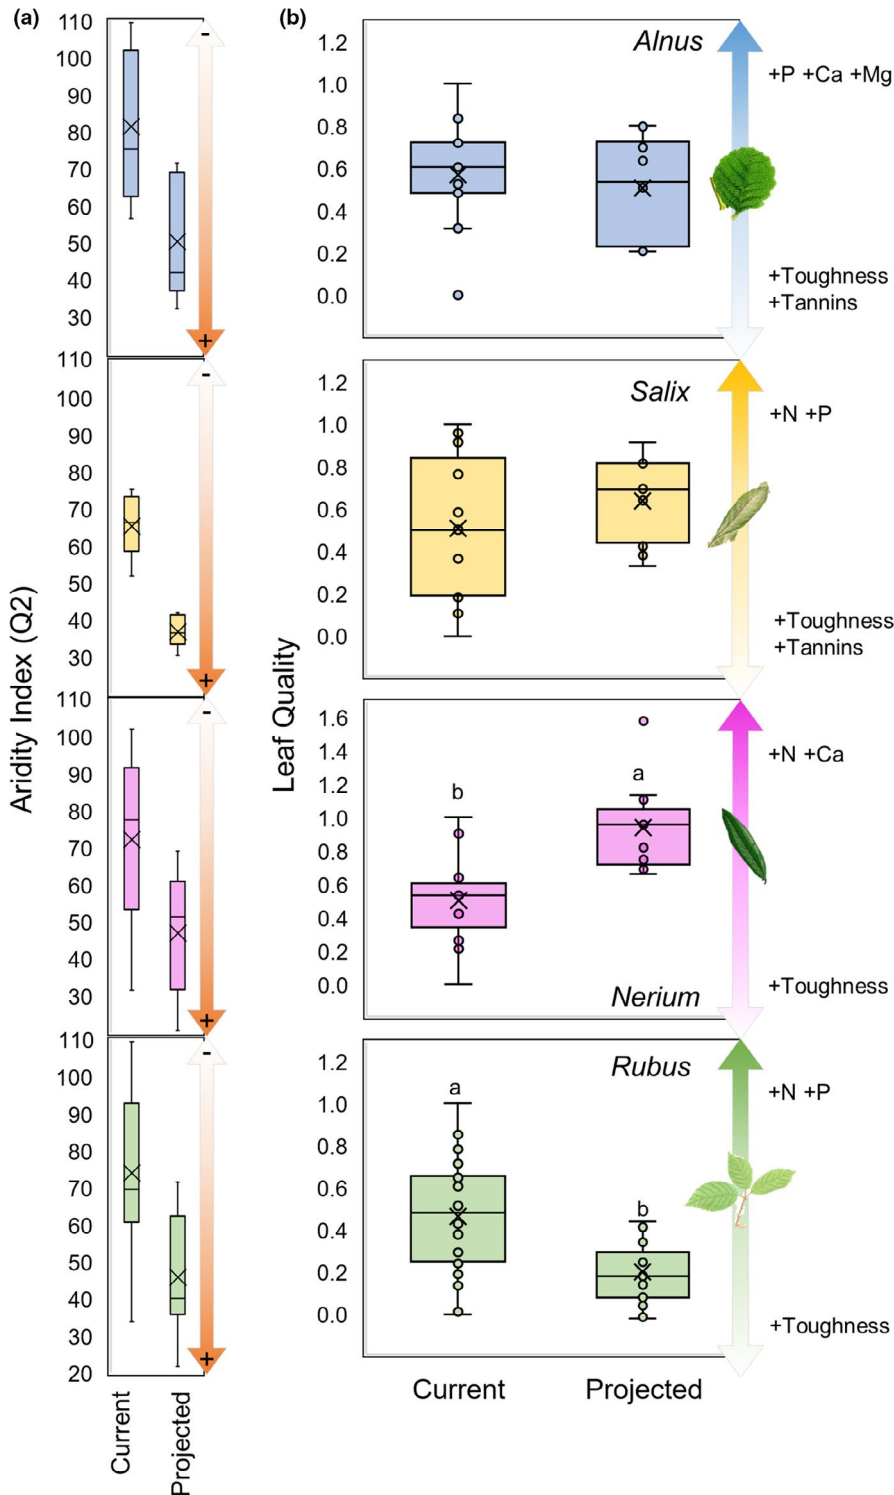 (a)
(b)
Aridity Index (Q2)
110
100
90
80
70
60
50
40
30
-
+
110
100
90
80
70
60
50
40
30
-
+
110
100
90
80
70
60
50
40
30
-
+
110
100
90
80
70
60
50
40
30
20
-
+
Current
Projected
Leaf Quality
Alnus
1.2
1.0
0.8
0.6
0.4
0.2
0.0
+P +Ca +Mg
+Toughness
+Tannins
Salix
1.2
1.0
0.8
0.6
0.4
0.2
0.0
+N +P
+Toughness
+Tannins
1.6
1.4
1.2
1.0
0.8
0.6
0.4
0.2
0.0
b
a
Nerium
+N +Ca
+Toughness
Rubus
1.2
1.0
0.8
0.6
0.4
0.2
0.0
a
b
+N +P
+Toughness
Current
Projected